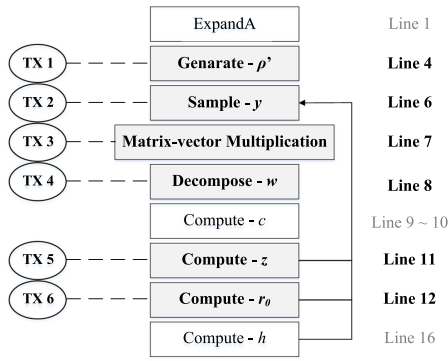 ExpandA Line 1
TX 1 Genarate - ρ’ Line 4
TX 2 Sample - y Line 6
TX 3 Matrix-vector Multiplication Line 7
TX 4 Decompose - w Line 8
Compute - c Line 9 ~ 10
TX 5 Compute - z Line 11
TX 6 Compute - r₀ Line 12
Compute - h Line 16